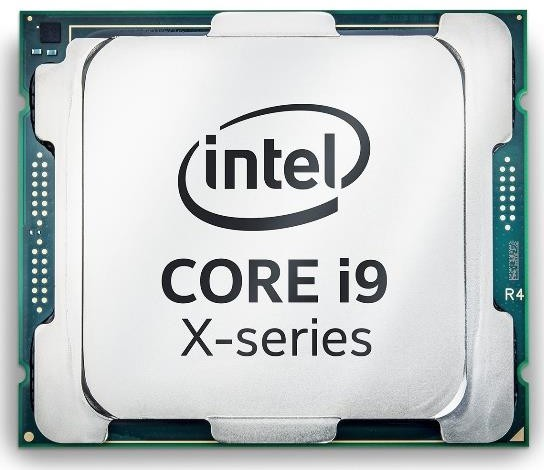 intel
CORE i9
X-series
R4